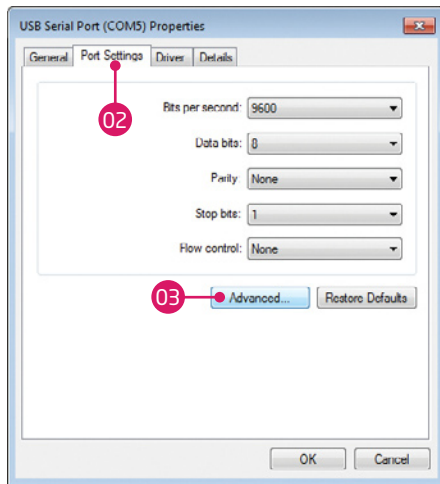 USB Serial Port (COM5) Properties
General Port Settings Driver Details
02
Bits per second: 9600
Data bits: 8
Parity: None
Stop bits: 1
Flow control: None
03 Advanced... Restore Defaults
OK Cancel